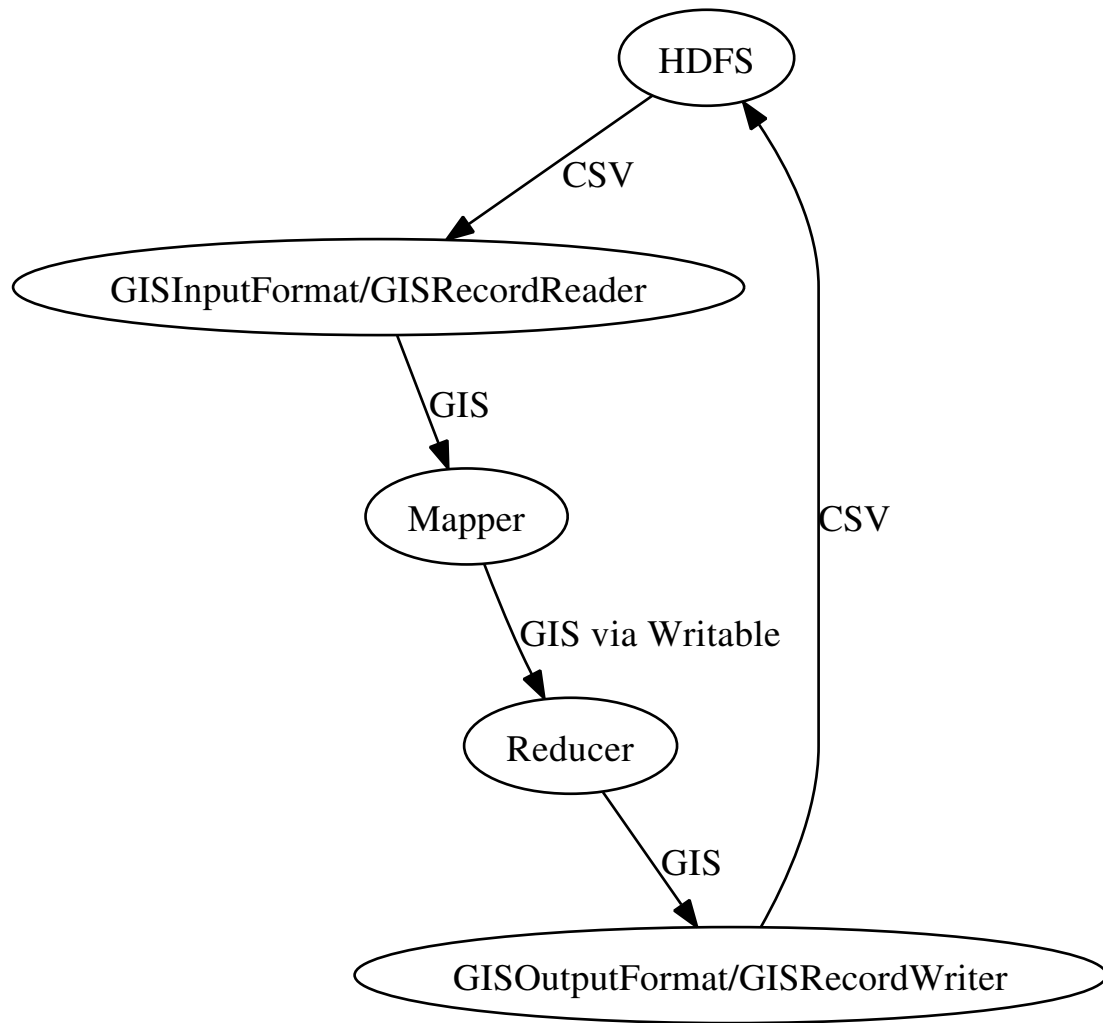 HDFS
CSV
GISInputFormat/GISRecordReader
GIS
Mapper
CSV
GIS via Writable
Reducer
GIS
GISOutputFormat/GISRecordWriter